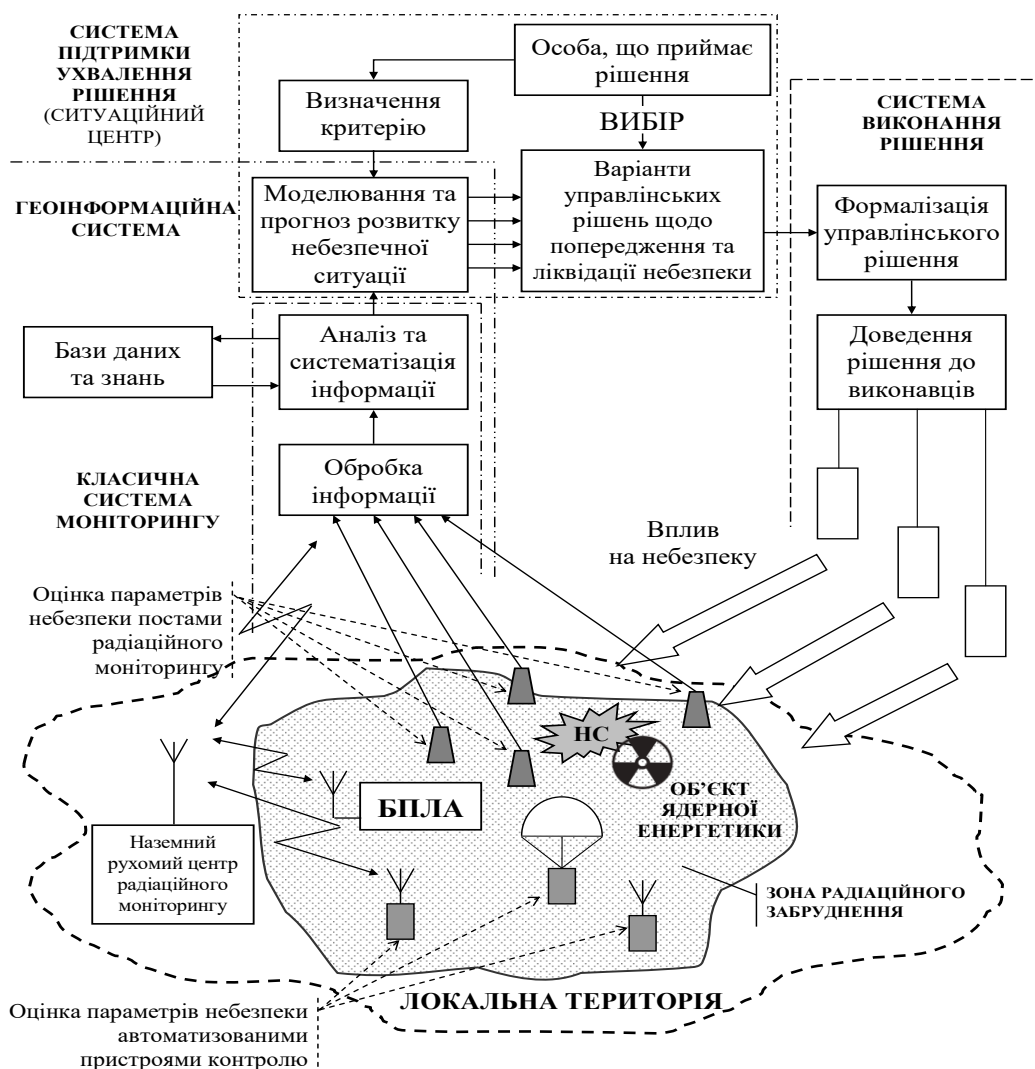 СИСТЕМА
ПІДТРИМКИ
УХВАЛЕННЯ
РІШЕННЯ
(СИТУАЦІЙНИЙ
ЦЕНТР)
Особа, що приймає
рішення
Визначення
критерію
ВИБІР
СИСТЕМА
ВИКОНАННЯ
РІШЕННЯ
ГЕОІНФОРМАЦІЙНА
СИСТЕМА
Моделювання та
прогноз розвитку
небезпечної
ситуації
Варіанти
управлінських
рішень щодо
попередження та
ліквідації небезпеки
Формалізація
управлінського
рішення
Бази даних
та знань
Аналіз та
систематізація
інформації
Доведення
рішення до
виконавців
КЛАСИЧНА
СИСТЕМА
МОНІТОРИНГУ
Обробка
інформації
Вплив
на небезпеку
Оцінка параметрів
небезпеки постами
радіаційного
моніторингу
НС
БПЛА
ОБ’ЄКТ
ЯДЕРНОЇ
ЕНЕРГЕТИКИ
Наземний
рухомий центр
радіаційного
моніторингу
ЗОНА РАДІАЦІЙНОГО
ЗАБРУДНЕННЯ
ЛОКАЛЬНА ТЕРИТОРІЯ
Оцінка параметрів небезпеки
автоматизованими
пристроями контролю